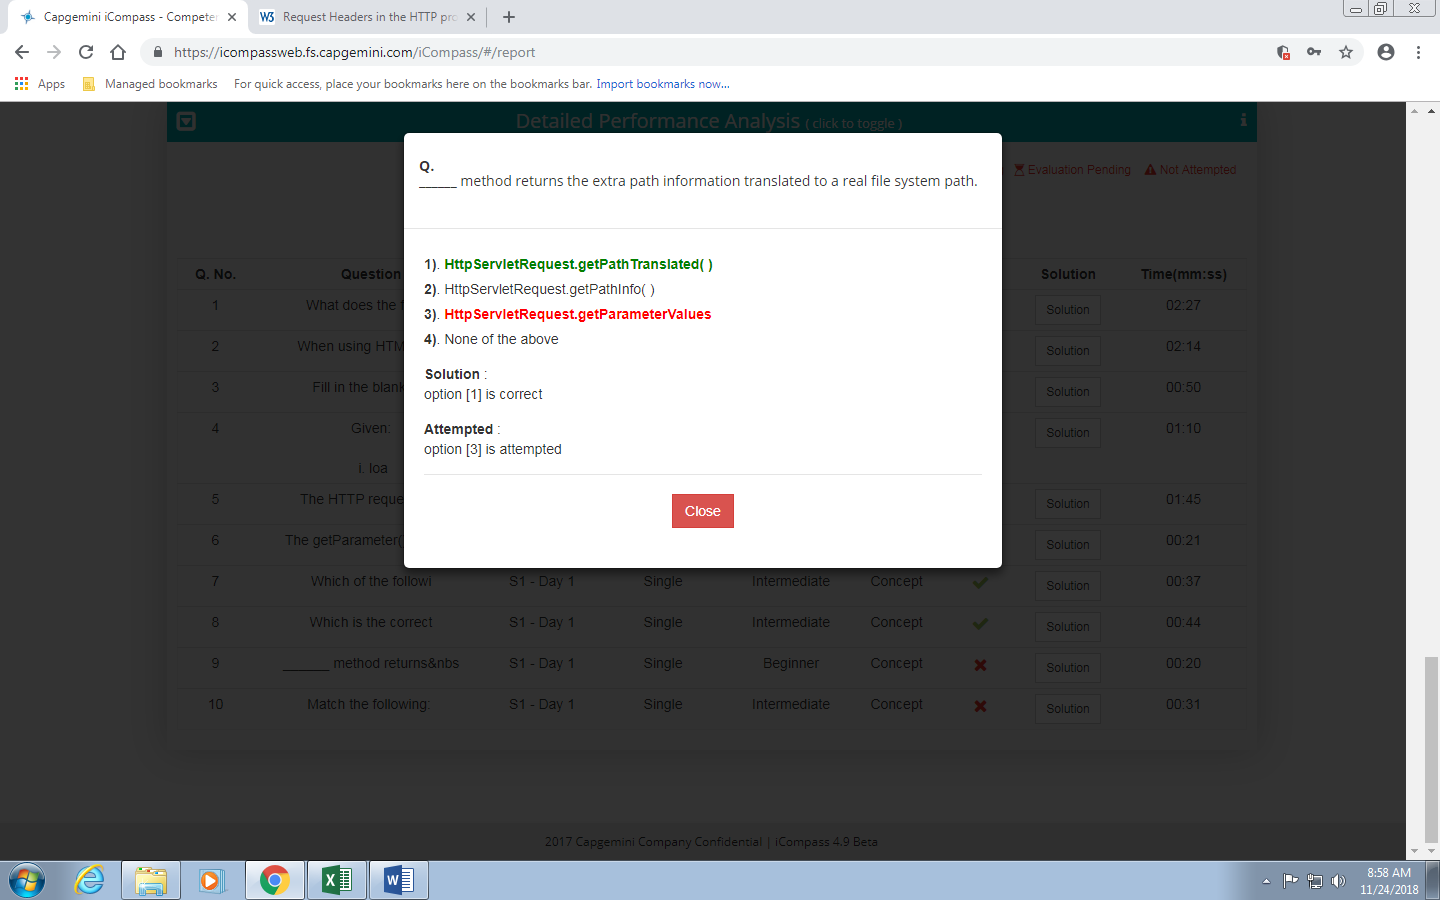 Capgemini iCompass - Competen
W3 Request Headers in the HTTP pro
https://icompassweb.fs.capgemini.com/iCompass/#/report
Apps Managed bookmarks For quick access, place your bookmarks here on the bookmarks bar. Import bookmarks now...
Detailed Performance Analysis ( click to toggle )
Evaluation Pending Not Attempted
Q.
______ method returns the extra path information translated to a real file system path.
1). HttpServletRequest.getPathTranslated( )
2). HttpServletRequest.getPathInfo( )
3). HttpServletRequest.getParameterValues
4). None of the above
Solution :
option [1] is correct
Attempted :
option [3] is attempted
Close
Q. No. Question Solution Time(mm:ss)
1 What does the Solution 02:27
2 When using HTM Solution 02:14
3 Fill in the blank Solution 00:50
4 Given: Solution 01:10
i. loa
5 The HTTP reque Solution 01:45
6 The getParameter( Solution 00:21
7 Which of the followi S1 - Day 1 Single Intermediate Concept Solution 00:37
8 Which is the correct S1 - Day 1 Single Intermediate Concept Solution 00:44
9 ______ method returns&nbs S1 - Day 1 Single Beginner Concept Solution 00:20
10 Match the following: S1 - Day 1 Single Intermediate Concept Solution 00:31
2017 Capgemini Company Confidential | iCompass 4.9 Beta
8:58 AM
11/24/2018